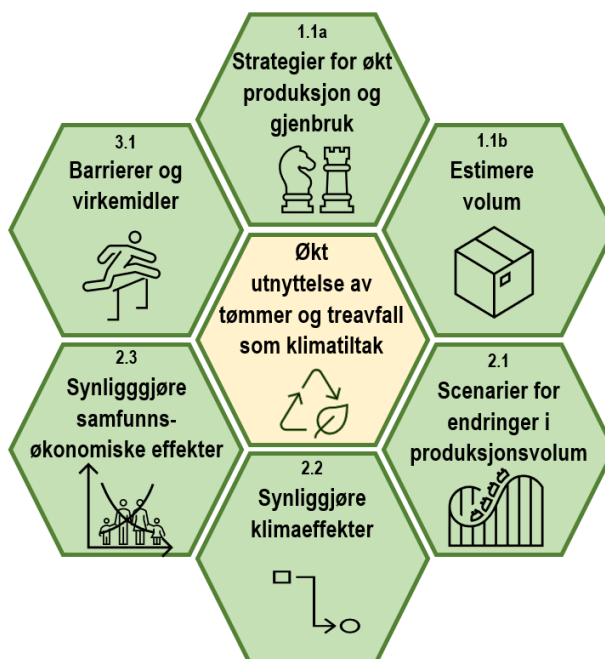 1.1a
Strategier for økt
produksjon og
gjenbruk
1.1b
Estimere
volum
2.1
Scenarier for
endringer i
produksjonsvolum
2.2
Synliggjøre
klimaeffekter
2.3
Synligggjøre
samfunns-
økonomiske effekter
3.1
Barrierer og
virkemidler
Økt
utnyttelse av
tømmer og treavfall
som klimatiltak